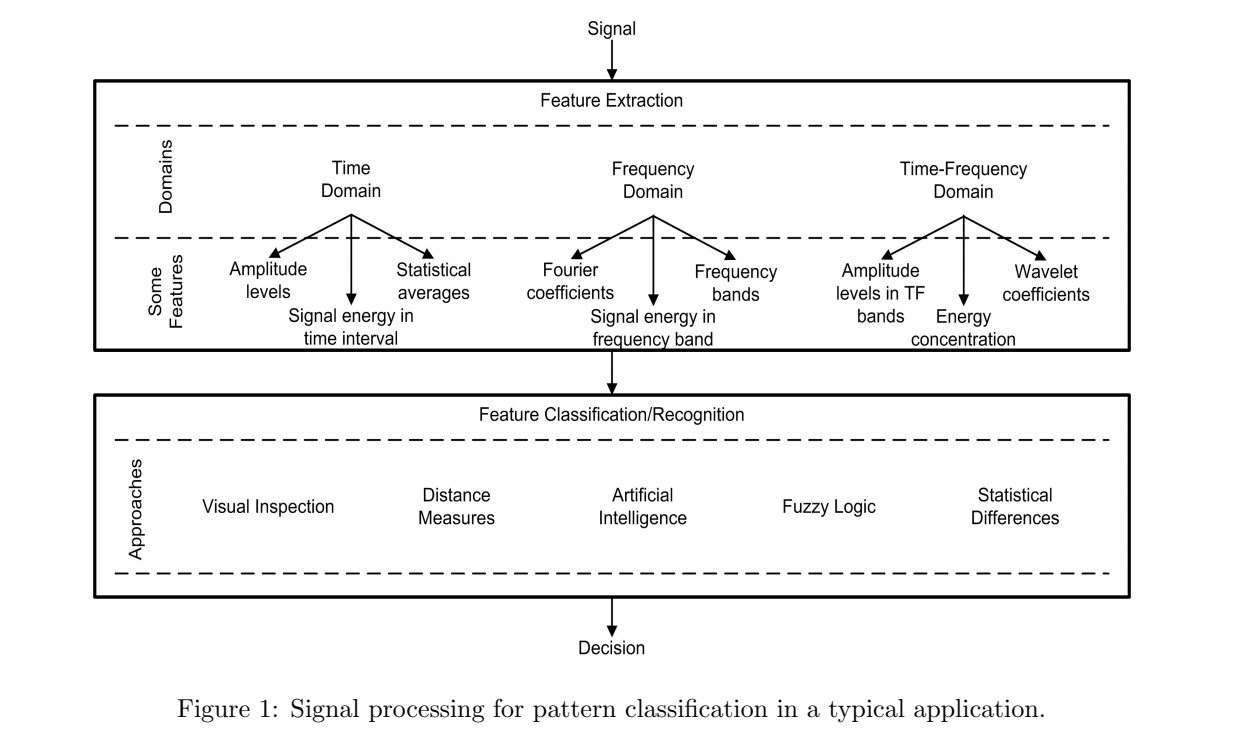 Signal
Feature Extraction
Domains
Time
Domain
Frequency
Domain
Time-Frequency
Domain
Some
Features
Amplitude
levels
Signal energy in
time interval
Statistical
averages
Fourier
coefficients
Signal energy in
frequency band
Frequency
bands
Amplitude
levels in TF
bands
Energy
concentration
Wavelet
coefficients
Feature Classification/Recognition
Approaches
Visual Inspection
Distance
Measures
Artificial
Intelligence
Fuzzy Logic
Statistical
Differences
Decision
Figure 1: Signal processing for pattern classification in a typical application.